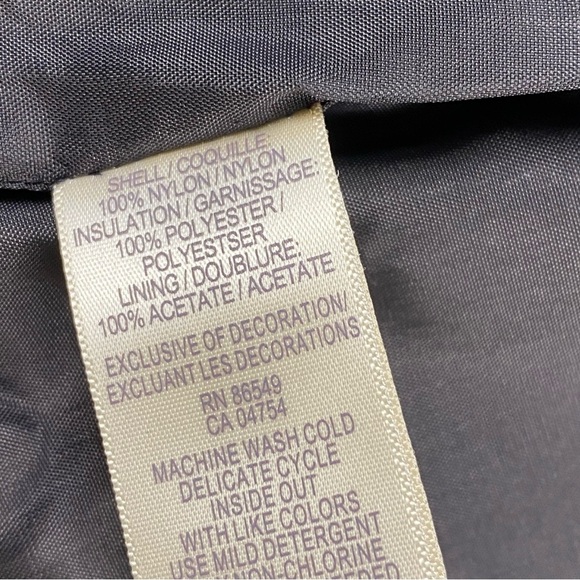 SHELL / COQUILLE:
100% NYLON / NYLON
INSULATION / GARNISSAGE:
100% POLYESTER /
POLYESTSER
LINING / DOUBLURE:
100% ACETATE / ACETATE
EXCLUSIVE OF DECORATION/
EXCLUANT LES DECORATIONS
RN 86549
CA 04754
MACHINE WASH COLD
DELICATE CYCLE
INSIDE OUT
WITH LIKE COLORS
USE MILD DETERGENT
NON-CHLORINE